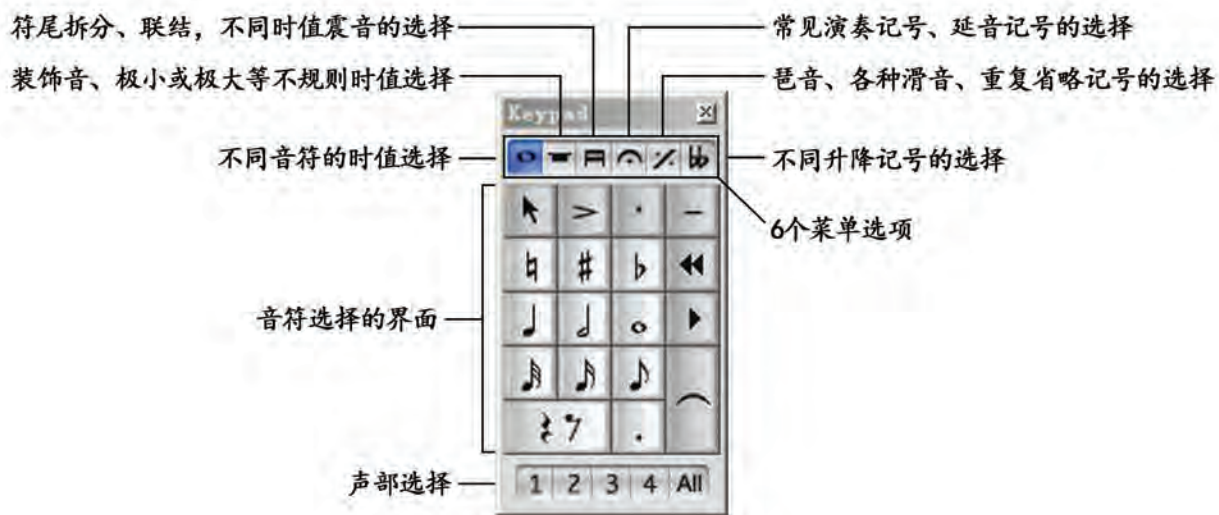 符尾拆分、联结，不同时值震音的选择
常见演奏记号、延音记号的选择
装饰音、极小或极大等不规则时值选择
琶音、各种滑音、重复省略记号的选择
Keypad
不同音符的时值选择
不同升降记号的选择
6个菜单选项
音符选择的界面
声部选择
1 2 3 4 All